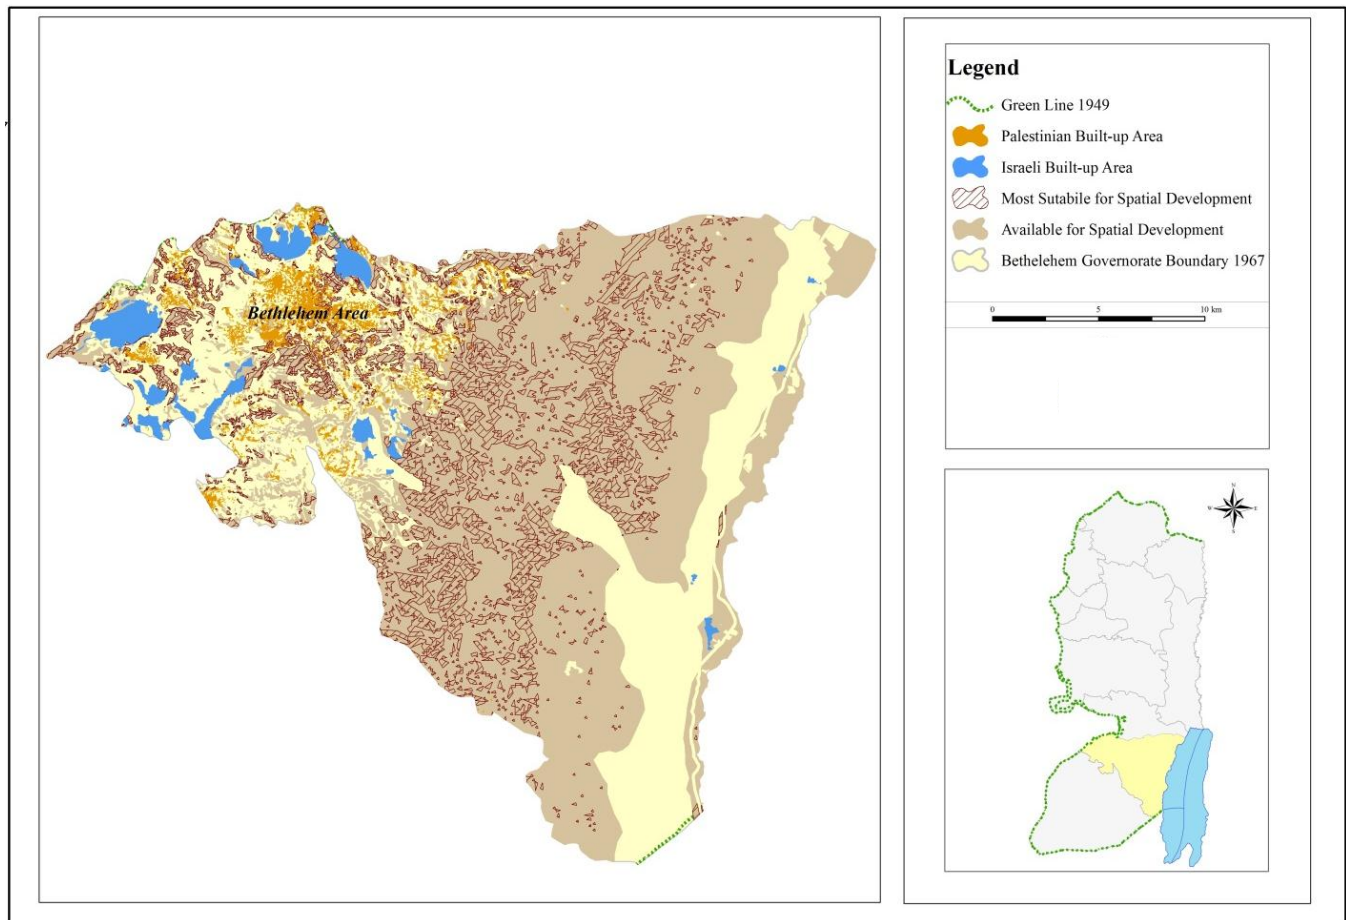 Bethlehem Area
Legend
Green Line 1949
Palestinian Built-up Area
Israeli Built-up Area
Most Sutabile for Spatial Development
Available for Spatial Development
Bethelehem Governorate Boundary 1967
0 5 10 km
N
W E
S